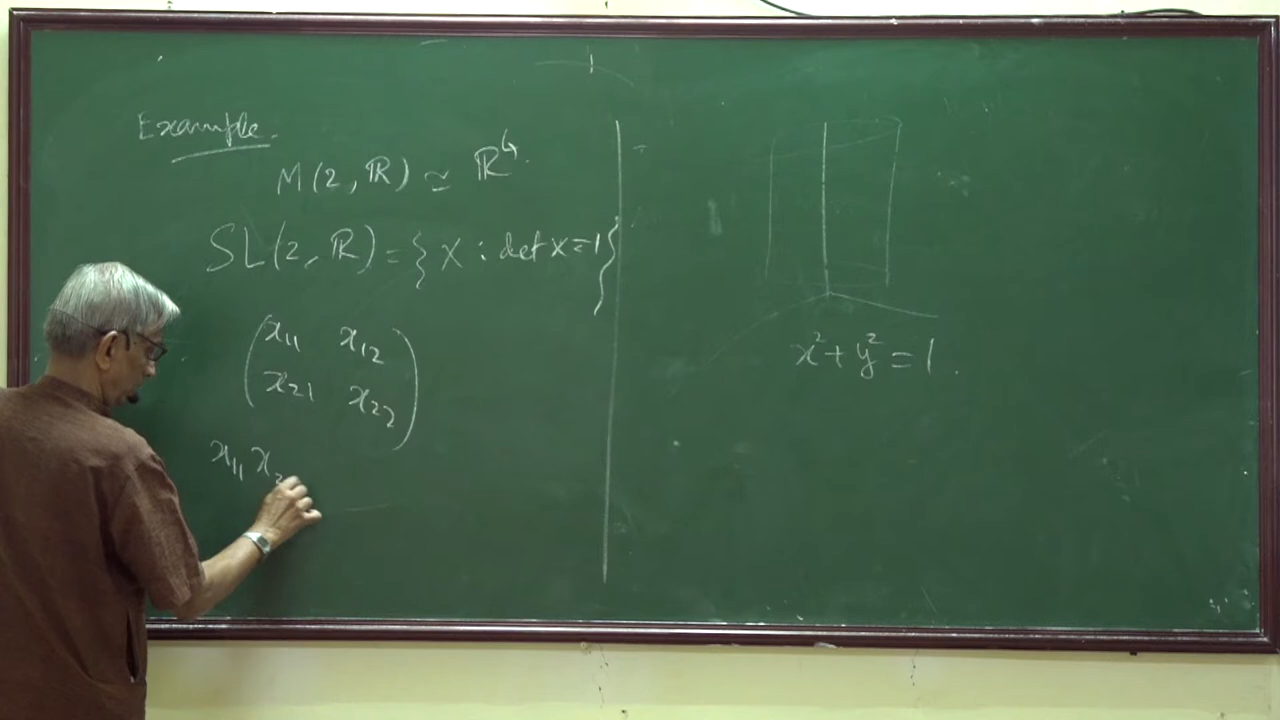 Example.
M(2, ℝ) ≃ ℝ⁴.
SL(2, ℝ) = { X : det X = 1 }
( x₁₁ x₁₂
x₂₁ x₂₂ )
x₁₁ x₂
x² + y² = 1.